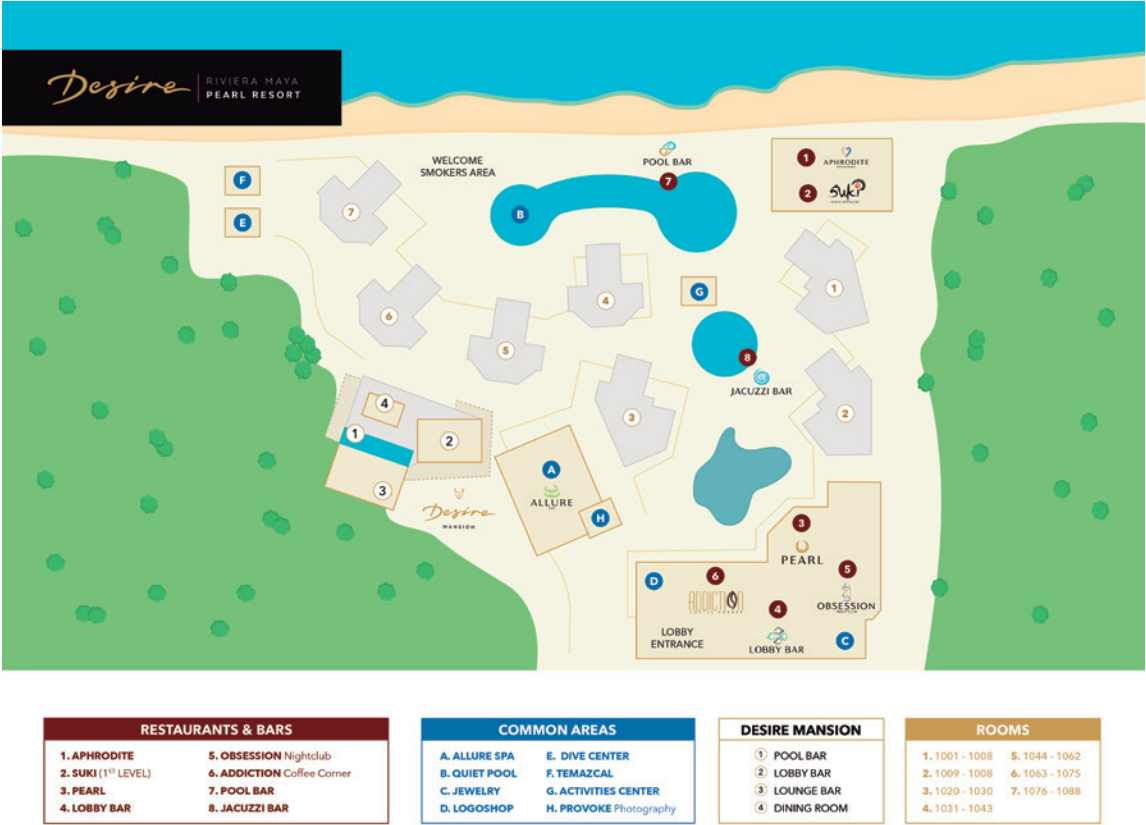 Desire
RIVIERA MAYA
PEARL RESORT
WELCOME
SMOKERS AREA
POOL BAR
7
1 APHRODITE
2 Suki
F
E
B
7
6
5
4
G
1
8
JACUZZI BAR
3
2
4
1
2
3
Desire
MANSION
A
ALLURE
SPA
H
3
PEARL
5
OBSESSION
NIGHTCLUB
D
6
ADDICTION
4
LOBBY BAR
C
LOBBY
ENTRANCE
RESTAURANTS & BARS
1. APHRODITE
2. SUKI (1ST LEVEL)
3. PEARL
4. LOBBY BAR
5. OBSESSION Nightclub
6. ADDICTION Coffee Corner
7. POOL BAR
8. JACUZZI BAR
COMMON AREAS
A. ALLURE SPA
B. QUIET POOL
C. JEWELRY
D. LOGOSHOP
E. DIVE CENTER
F. TEMAZCAL
G. ACTIVITIES CENTER
H. PROVOKE Photography
DESIRE MANSION
1 POOL BAR
2 LOBBY BAR
3 LOUNGE BAR
4 DINING ROOM
ROOMS
1. 1001 - 1008
2. 1009 - 1008
3. 1020 - 1030
4. 1031 - 1043
5. 1044 - 1062
6. 1063 - 1075
7. 1076 - 1088